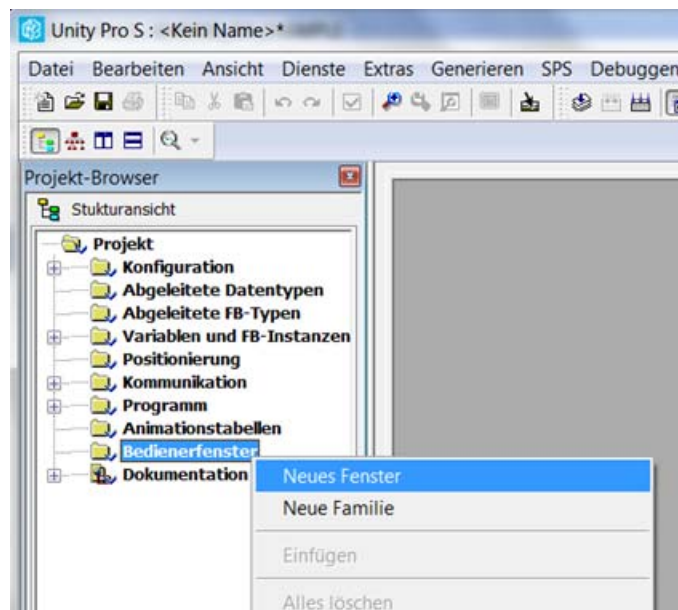 Unity Pro S : <Kein Name>*
Datei Bearbeiten Ansicht Dienste Extras Generieren SPS Debuggen
Projekt-Browser
Stukturansicht
Projekt
Konfiguration
Abgeleitete Datentypen
Abgeleitete FB-Typen
Variablen und FB-Instanzen
Positionierung
Kommunikation
Programm
Animationstabellen
Bedienerfenster
Dokumentation
Neues Fenster
Neue Familie
Einfügen
Alles löschen